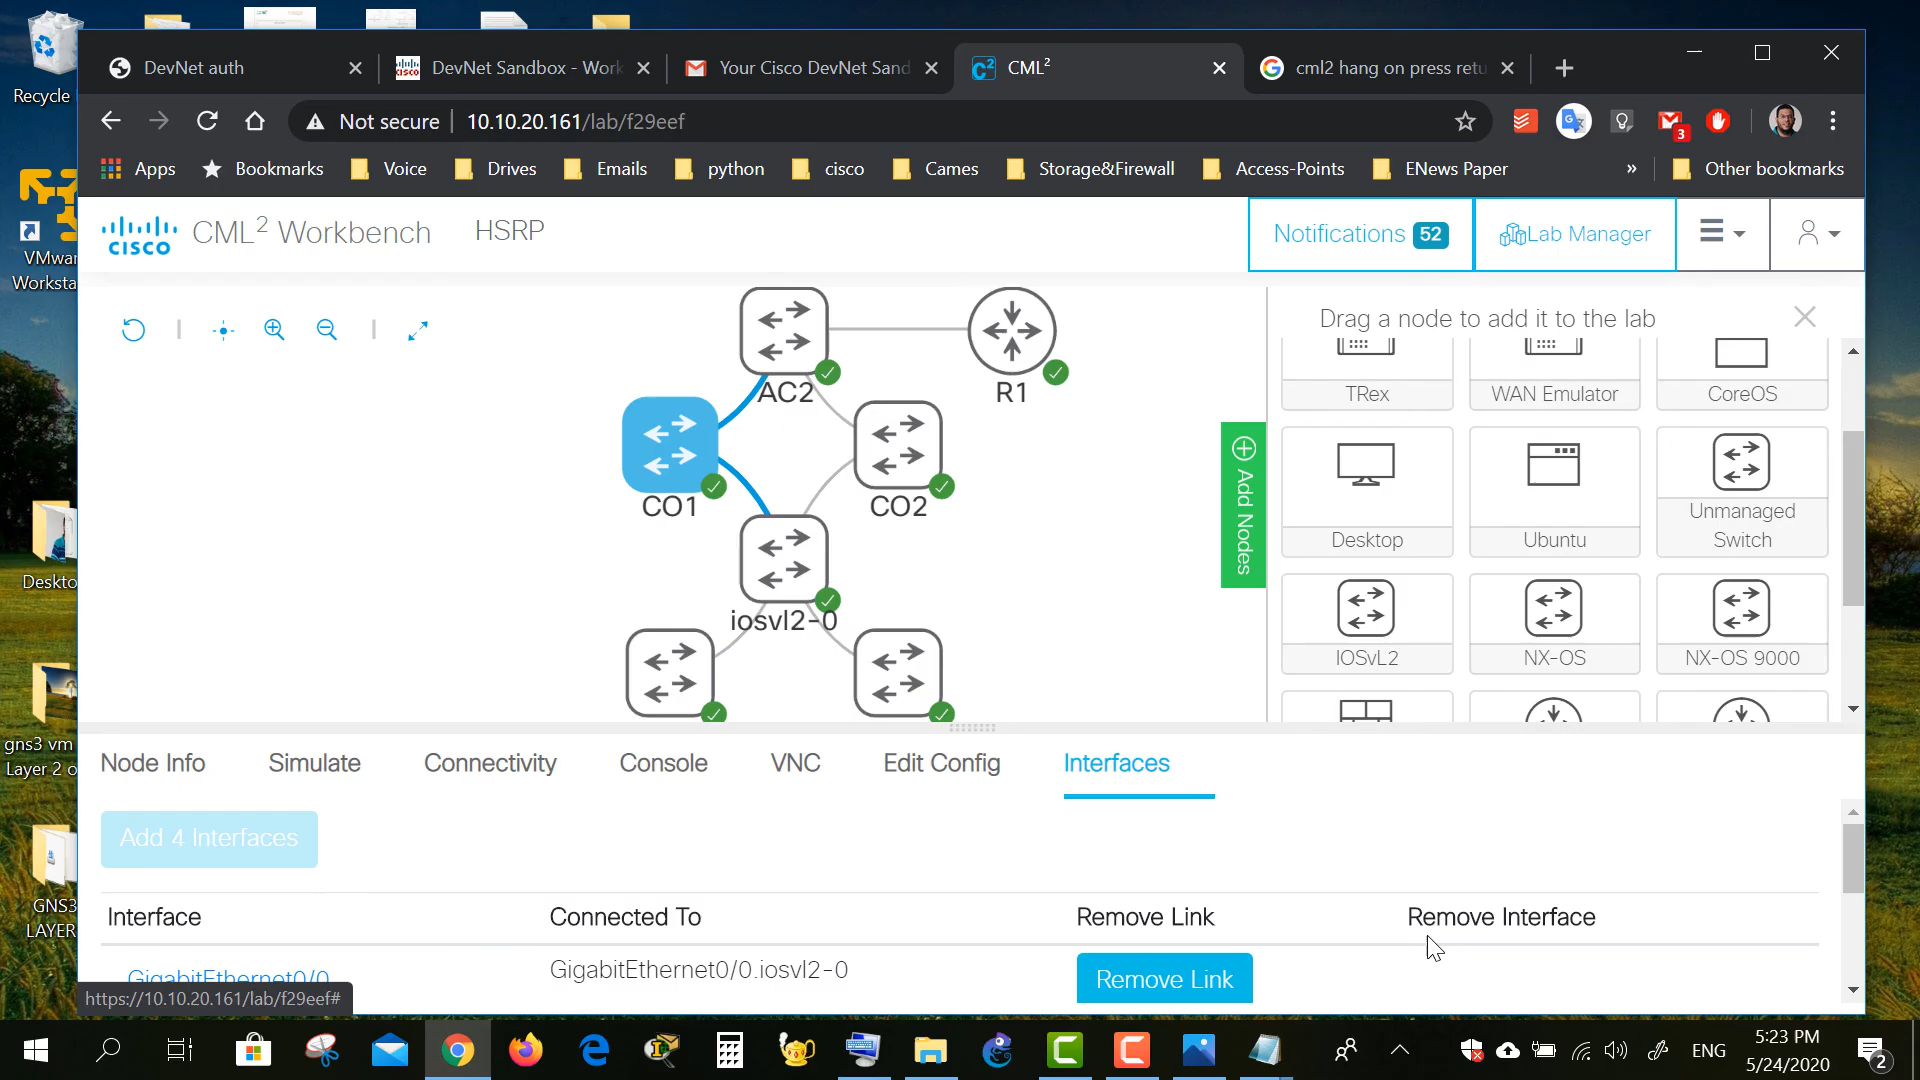 Recycle
VMwar
Worksta
Deskto
gns3 vm
Layer 2 o
GNS3
LAYER
DevNet auth
DevNet Sandbox - Work
Your Cisco DevNet Sand
CML²
cml2 hang on press retu
Not secure
10.10.20.161/lab/f29eef
3
Apps
Bookmarks
Voice
Drives
Emails
python
cisco
Cames
Storage&Firewall
Access-Points
ENews Paper
»
Other bookmarks
CISCO
CML² Workbench
HSRP
Notifications 52
Lab Manager
AC2
R1
CO1
CO2
iosvl2-0
Add Nodes
Drag a node to add it to the lab
TRex
WAN Emulator
CoreOS
Desktop
Ubuntu
Unmanaged
Switch
IOSvL2
NX-OS
NX-OS 9000
Node Info
Simulate
Connectivity
Console
VNC
Edit Config
Interfaces
Add 4 Interfaces
Interface
Connected To
Remove Link
Remove Interface
GigabitEthernet0/0
GigabitEthernet0/0.iosvl2-0
Remove Link
https://10.10.20.161/lab/f29eef#
ENG
5:23 PM
5/24/2020
2